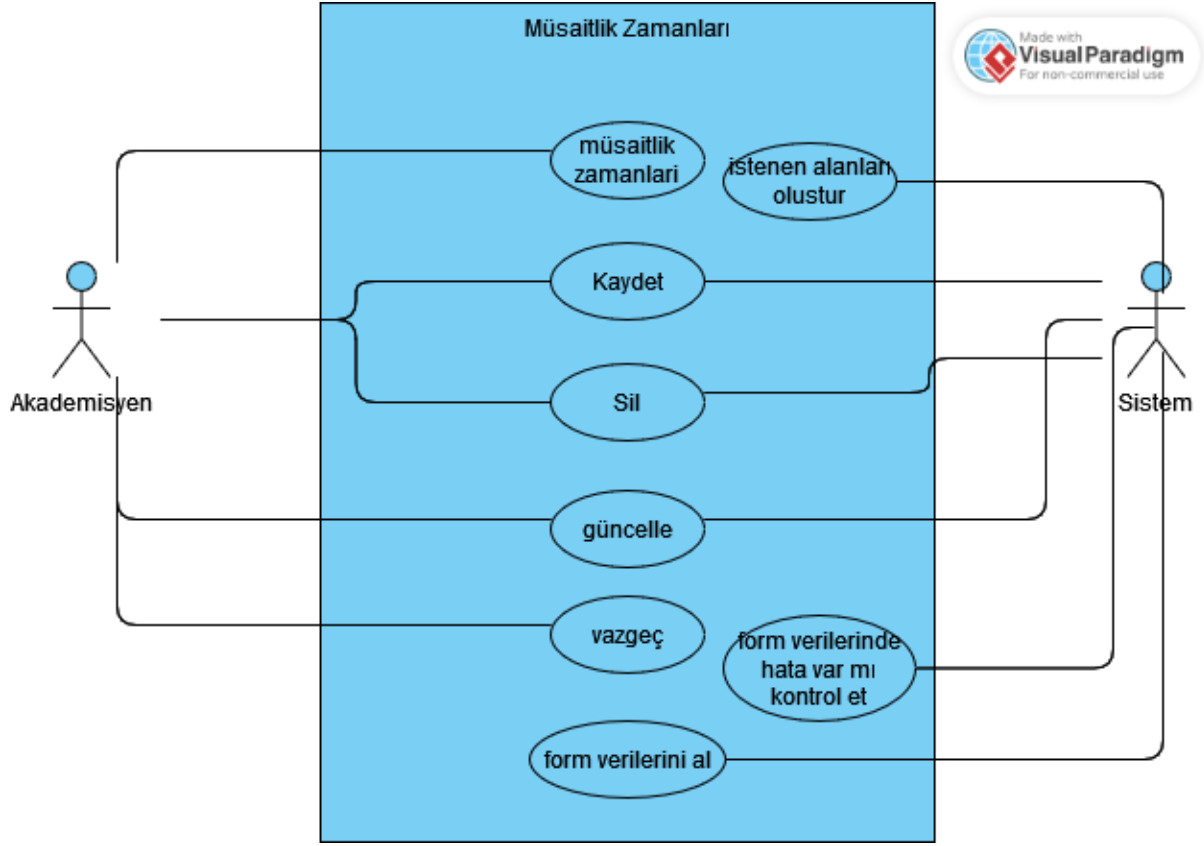 Müsaitlik Zamanları
Made with
Visual Paradigm
For non-commercial use
müsaitlik
zamanlari
istenen alanları
olustur
Kaydet
Akademisyen
Sil
Sistem
güncelle
vazgeç
form verilerinde
hata var mı
kontrol et
form verilerini al